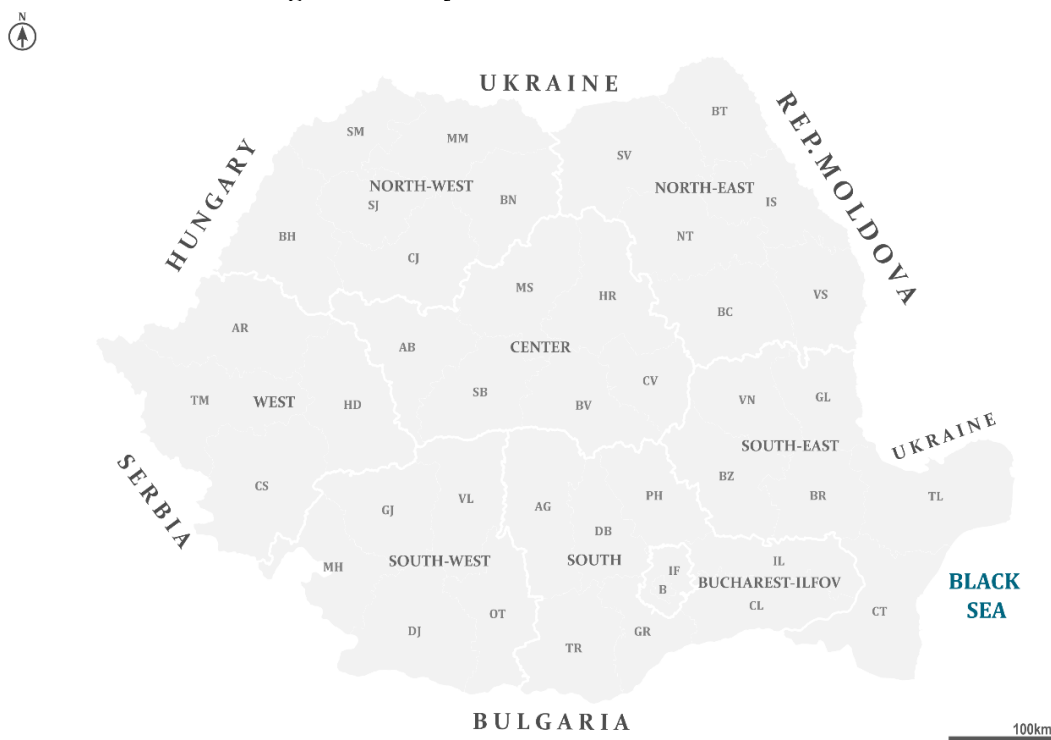 N
UKRAINE
REP.MOLDOVA
HUNGARY
BT
SM
MM
SV
NORTH-WEST
NORTH-EAST
SJ
BN
IS
BH
NT
CJ
MS
HR
VS
BC
AR
AB
CENTER
CV
SB
BV
TM
WEST
HD
VN
GL
SOUTH-EAST
UKRAINE
SERBIA
CS
BZ
BR
TL
GJ
VL
AG
PH
DB
MH
SOUTH-WEST
SOUTH
IF
B
IL
BUCHAREST-ILFOV
CL
BLACK
SEA
CT
OT
DJ
TR
GR
BULGARIA
100km